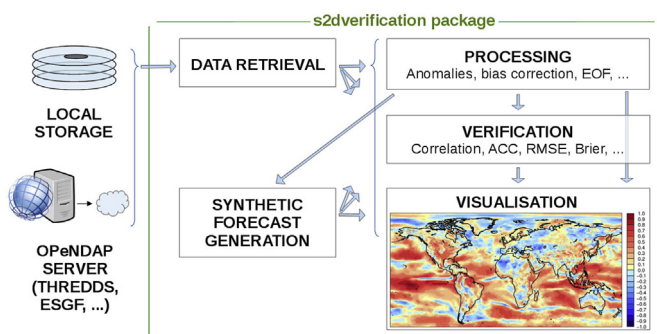 s2dverification package
LOCAL
STORAGE
OPeNDAP
SERVER
(THREDDS,
ESGF, ...)
DATA RETRIEVAL
SYNTHETIC
FORECAST
GENERATION
PROCESSING
Anomalies, bias correction, EOF, ...
VERIFICATION
Correlation, ACC, RMSE, Brier, ...
VISUALISATION
1.0
0.9
0.8
0.7
0.6
0.5
0.4
0.3
0.2
0.1
0.0
-0.1
-0.2
-0.3
-0.4
-0.5
-0.6
-0.7
-0.8
-0.9
-1.0